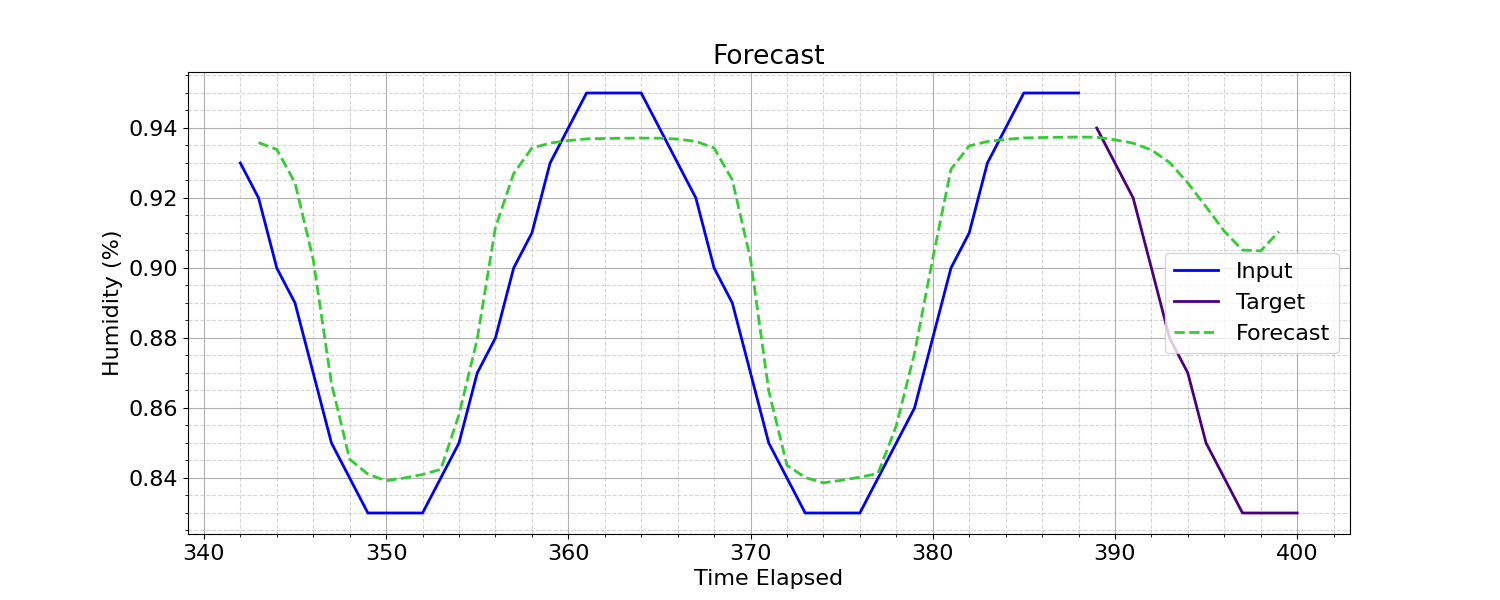 Forecast
Humidity (%)
0.94
0.92
0.90
0.88
0.86
0.84
Input
Target
Forecast
340 350 360 370 380 390 400
Time Elapsed